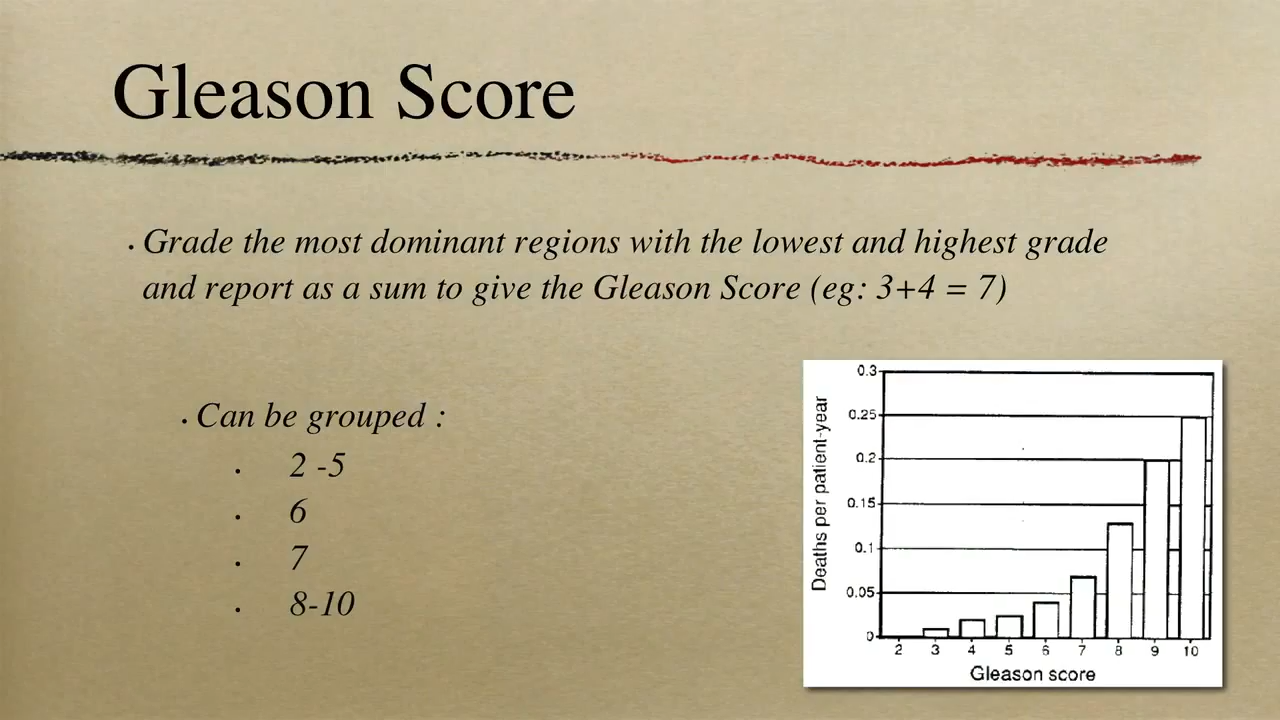 Gleason Score
• Grade the most dominant regions with the lowest and highest grade
and report as a sum to give the Gleason Score (eg: 3+4 = 7)
• Can be grouped :
• 2 -5
• 6
• 7
• 8-10
Deaths per patient-year
0.3
0.25
0.2
0.15
0.1
0.05
0
2 3 4 5 6 7 8 9 10
Gleason score